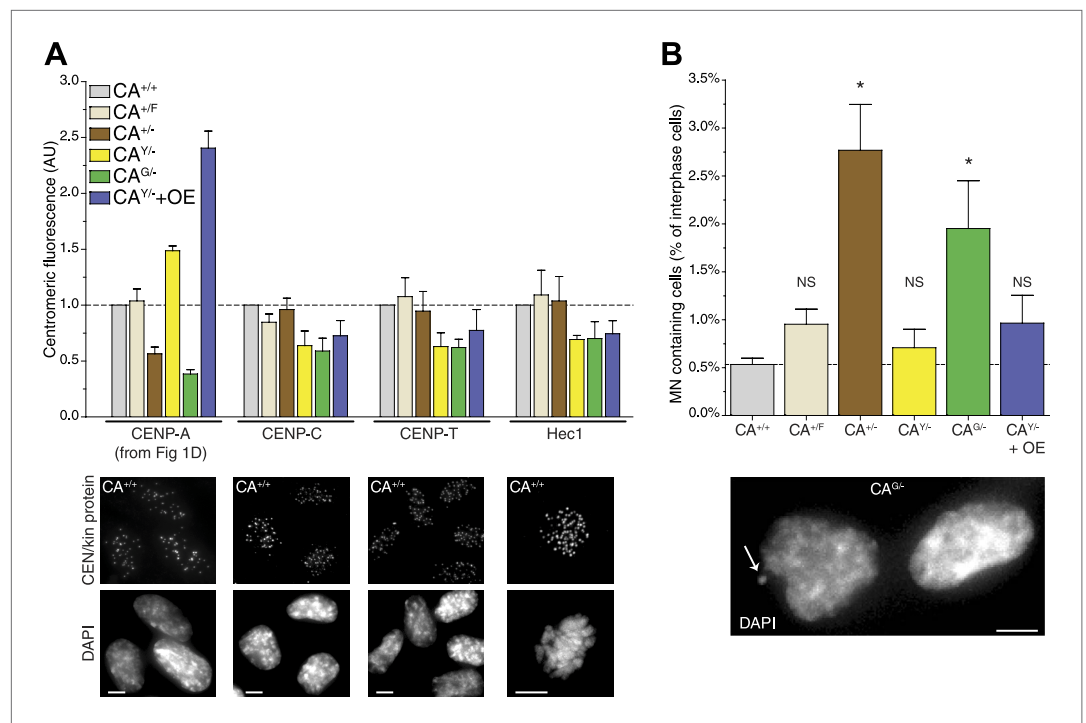 A
3.0
2.5
2.0
1.5
1.0
0.5
0.0
Centromeric fluorescence (AU)
CA+/+
CA+/F
CA+/-
CAY/-
CAG/-
CAY/-+OE
CENP-A
(from Fig 1D)
CENP-C
CENP-T
Hec1
CEN/kin protein
CA+/+
CA+/+
CA+/+
CA+/+
DAPI
B
3.5%
3.0%
2.5%
2.0%
1.5%
1.0%
0.5%
0.0%
MN containing cells (% of interphase cells)
NS
*
NS
*
NS
CA+/+
CA+/F
CA+/-
CAY/-
CAG/-
CAY/-
+ OE
CAG/-
DAPI